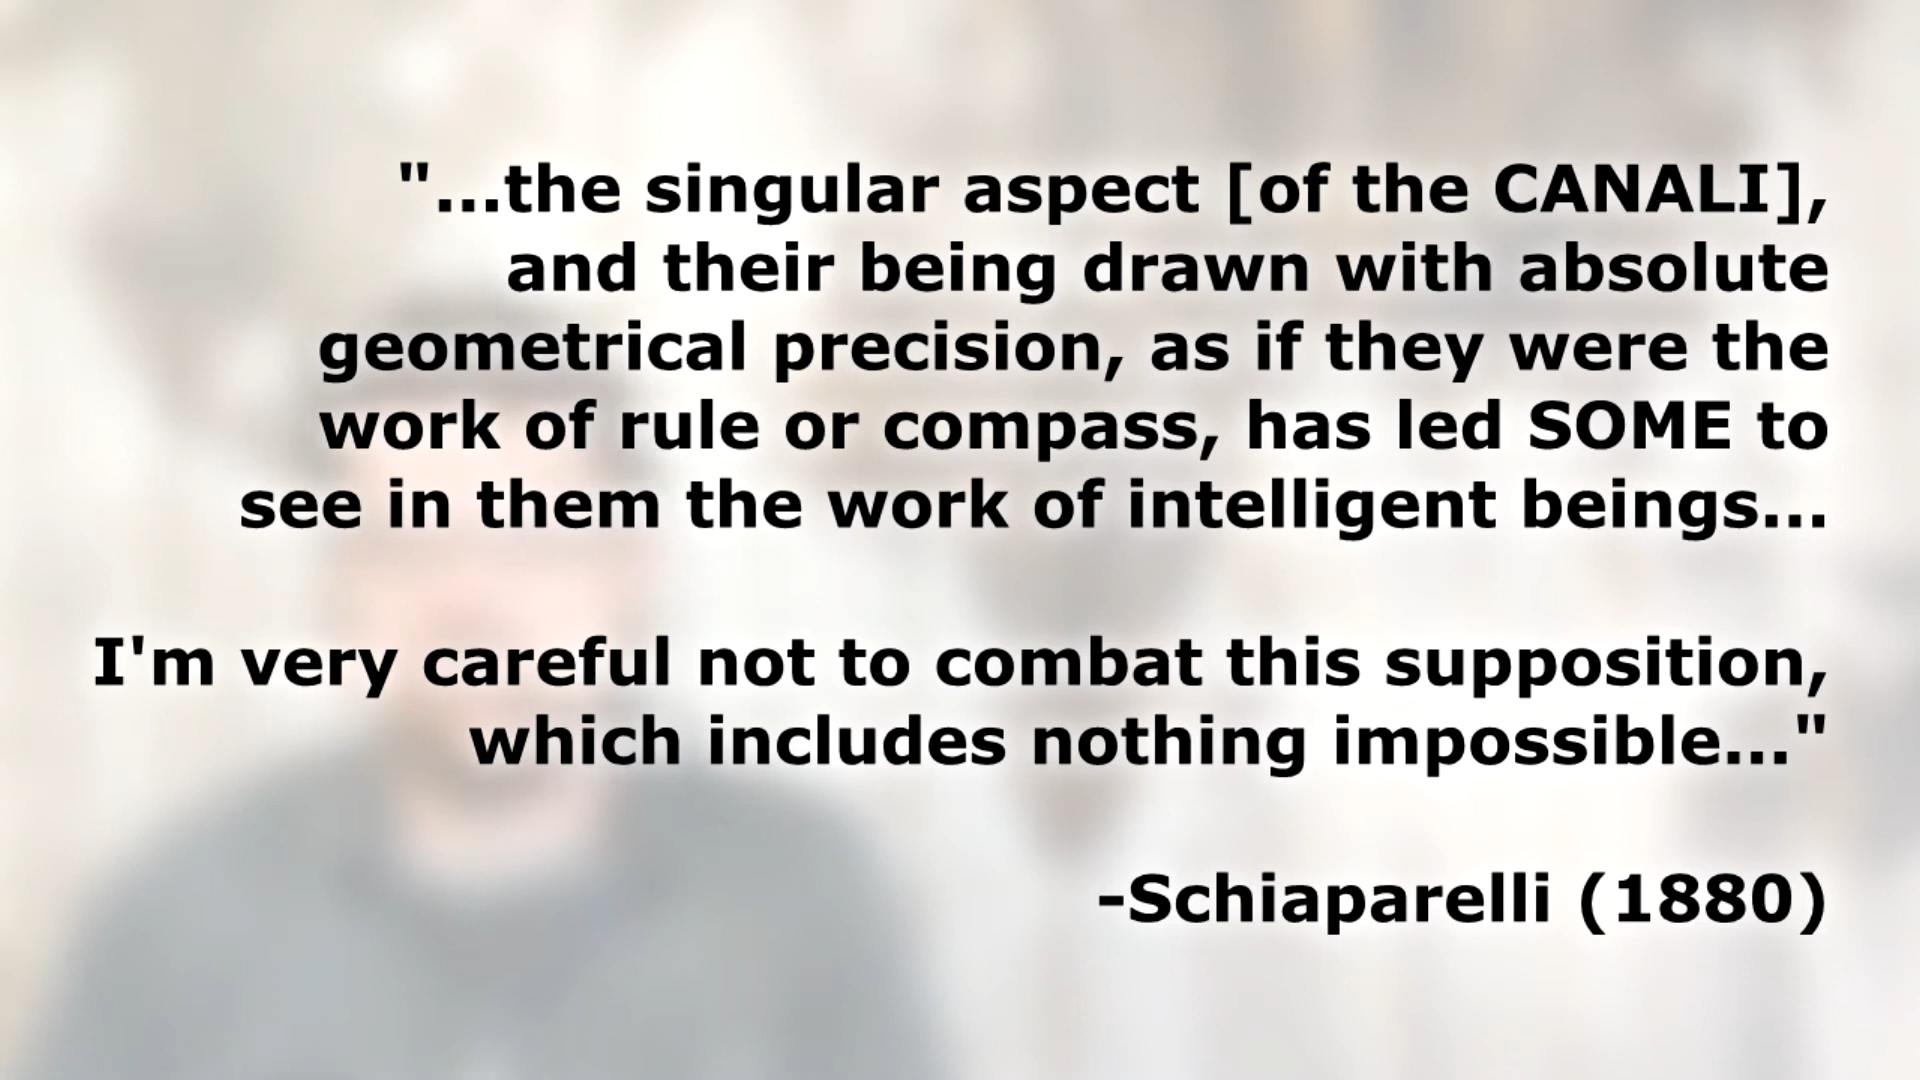 "...the singular aspect [of the CANALI],
and their being drawn with absolute
geometrical precision, as if they were the
work of rule or compass, has led SOME to
see in them the work of intelligent beings...
I'm very careful not to combat this supposition,
which includes nothing impossible..."
-Schiaparelli (1880)